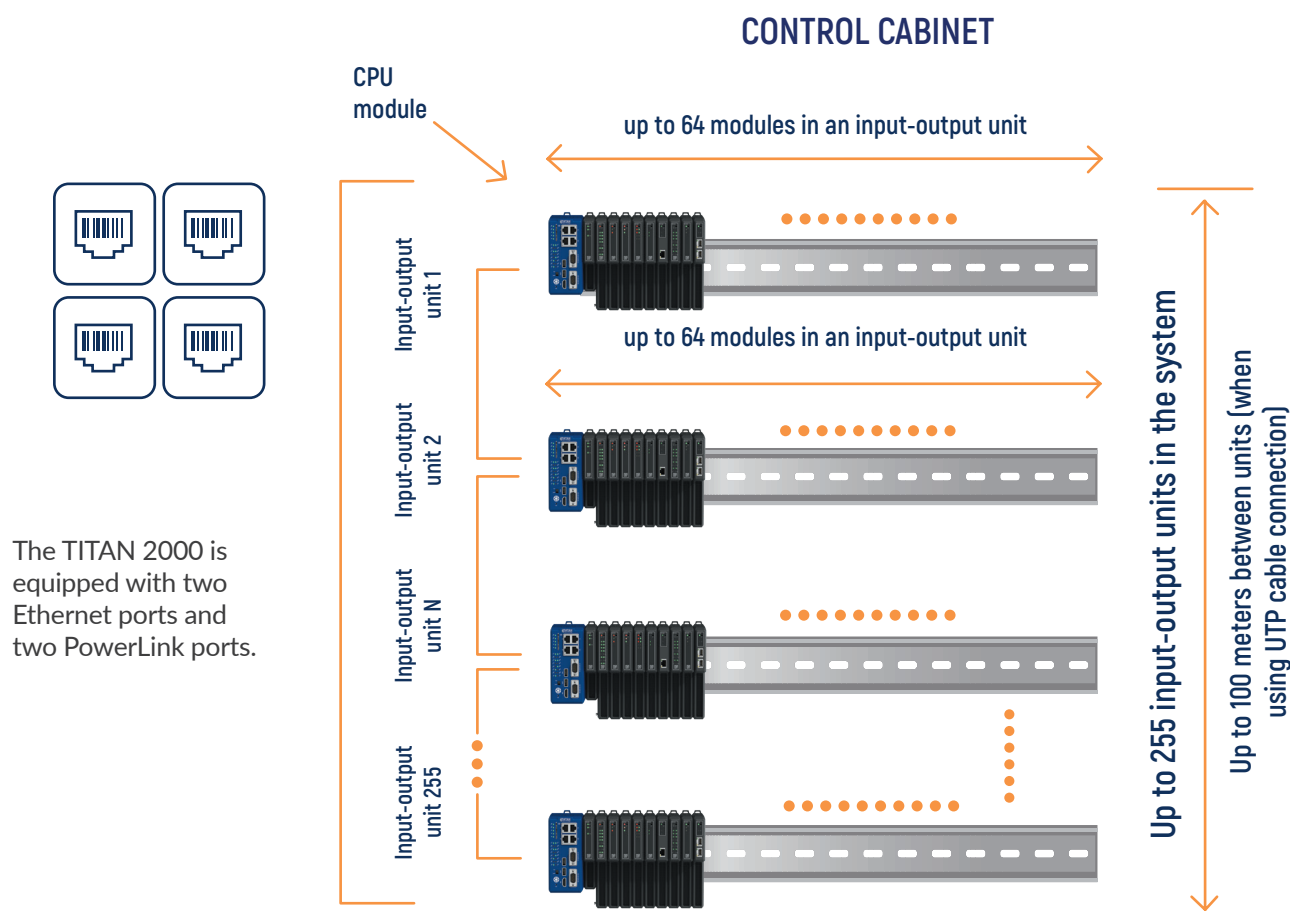 CONTROL CABINET
CPU
module
up to 64 modules in an input-output unit
Input-output
unit 1
up to 64 modules in an input-output unit
Input-output
unit 2
Input-output
unit N
Input-output
unit 255
Up to 255 input-output units in the system
Up to 100 meters between units (when
using UTP cable connection)
The TITAN 2000 is
equipped with two
Ethernet ports and
two PowerLink ports.